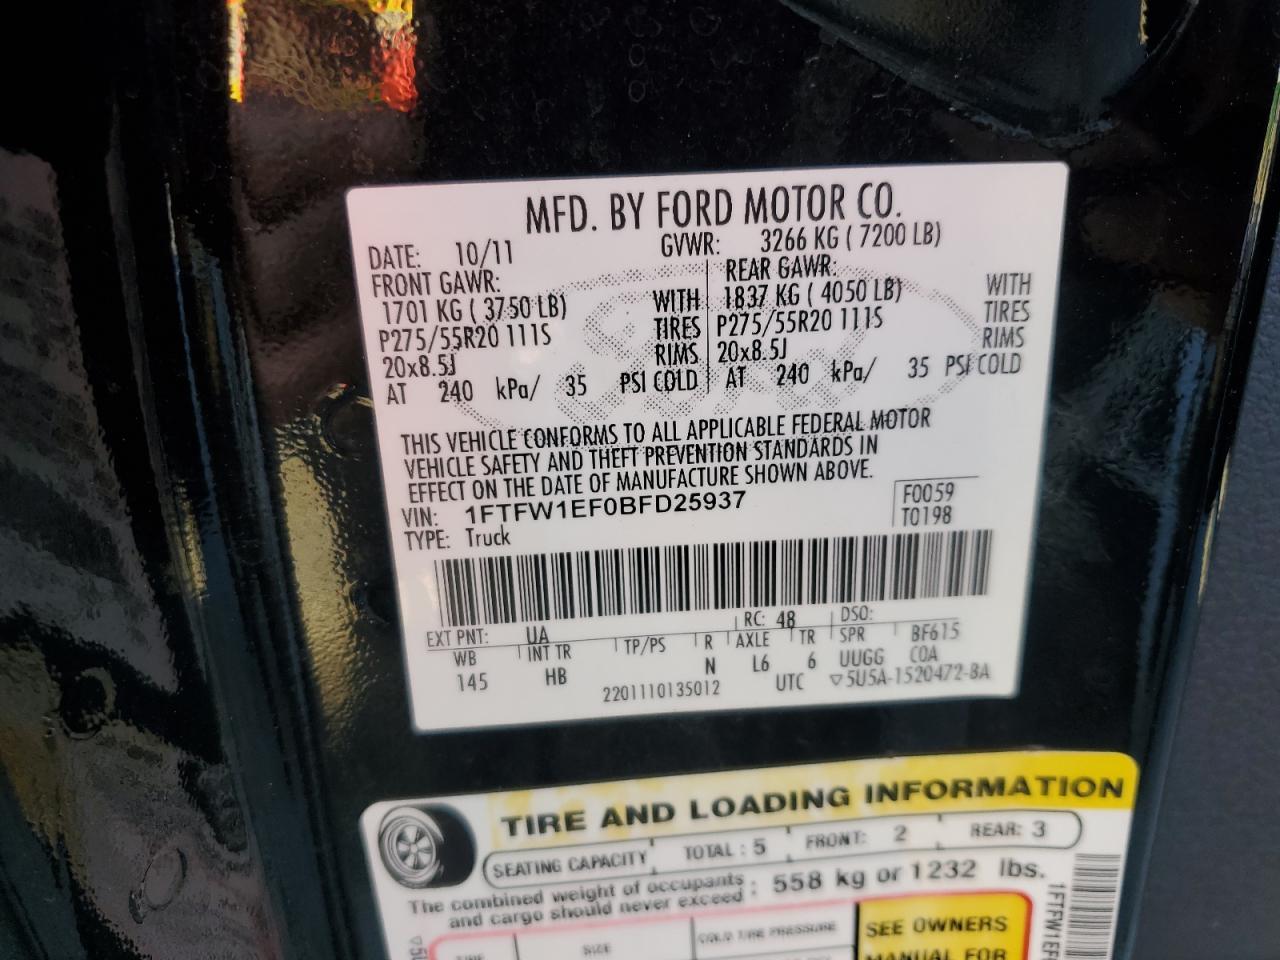 MFD. BY FORD MOTOR CO.
DATE: 10/11 GVWR: 3266 KG ( 7200 LB)
FRONT GAWR: REAR GAWR:
1701 KG ( 3750 LB) WITH 1837 KG ( 4050 LB) WITH
P275/55R20 111S TIRES P275/55R20 111S TIRES
20x8.5J RIMS 20x8.5J RIMS
AT 240 kPa/ 35 PSI COLD AT 240 kPa/ 35 PSI COLD
THIS VEHICLE CONFORMS TO ALL APPLICABLE FEDERAL MOTOR
VEHICLE SAFETY AND THEFT PREVENTION STANDARDS IN
EFFECT ON THE DATE OF MANUFACTURE SHOWN ABOVE.
VIN: 1FTFW1EF0BFD25937 F0059
TYPE: Truck T0198
EXT PNT: UA RC: 48 DSO:
WB INT TR TP/PS R AXLE TR SPR BF615
145 HB N L6 6 UUGG COA
2201110135012 UTC ▽5U5A-1520472-BA
TIRE AND LOADING INFORMATION
SEATING CAPACITY TOTAL : 5 FRONT: 2 REAR: 3
The combined weight of occupants
and cargo should never exceed : 558 kg or 1232 lbs.
SIZE COLD TIRE PRESSURE SEE OWNERS
MANUAL FOR
1FTFW1EF